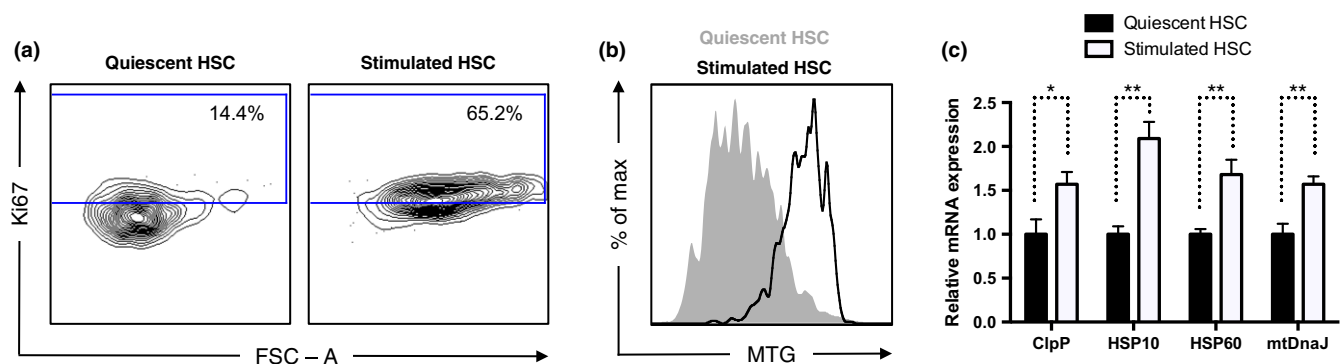 (a)
Quiescent HSC
Stimulated HSC
14.4%
65.2%
Ki67
FSC – A
(b)
Quiescent HSC
Stimulated HSC
% of max
MTG
(c)
Quiescent HSC
Stimulated HSC
Relative mRNA expression
2.5
2.0
1.5
1.0
0.5
0.0
*
**
**
**
ClpP
HSP10
HSP60
mtDnaJ